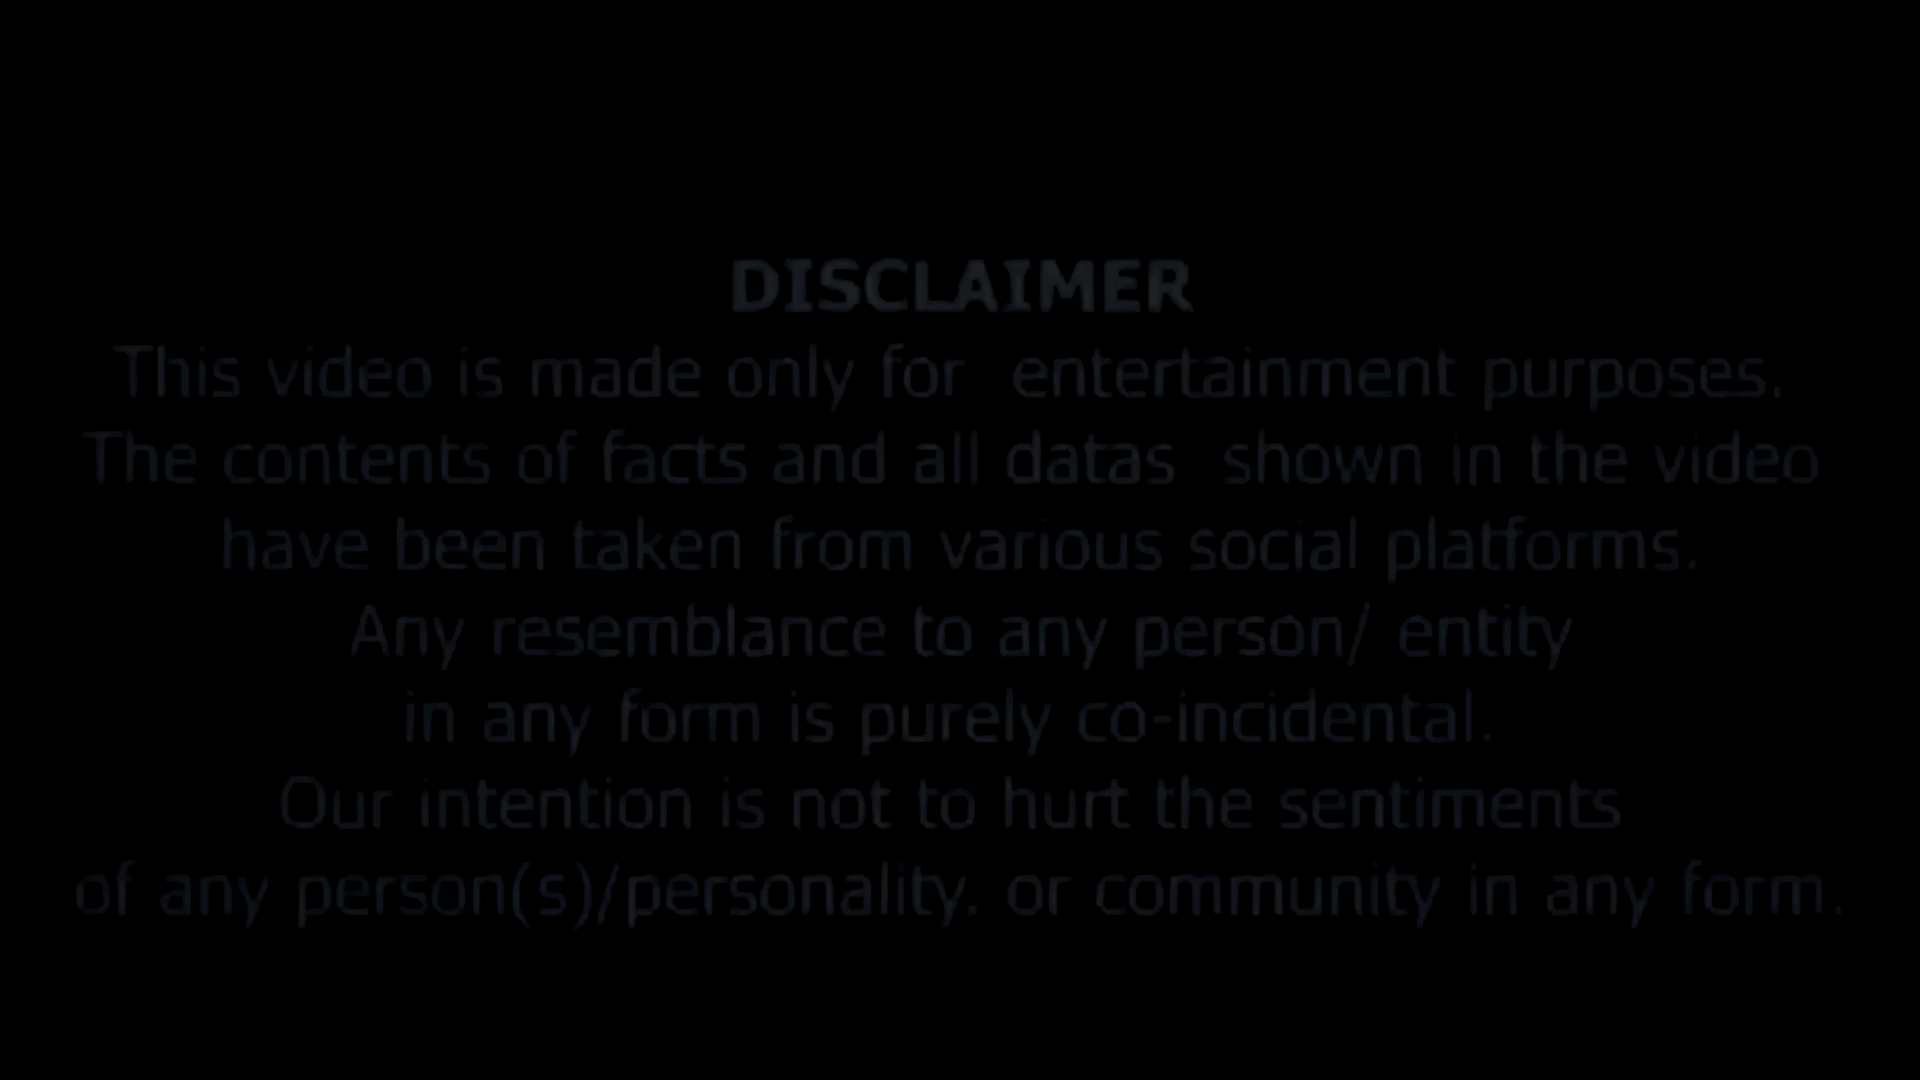 DISCLAIMER
This video is made only for entertainment purposes.
The contents of facts and all datas shown in the video
have been taken from various social platforms.
Any resemblance to any person/ entity
in any form is purely co-incidental.
Our intention is not to hurt the sentiments
of any person(s)/personality. or community in any form.